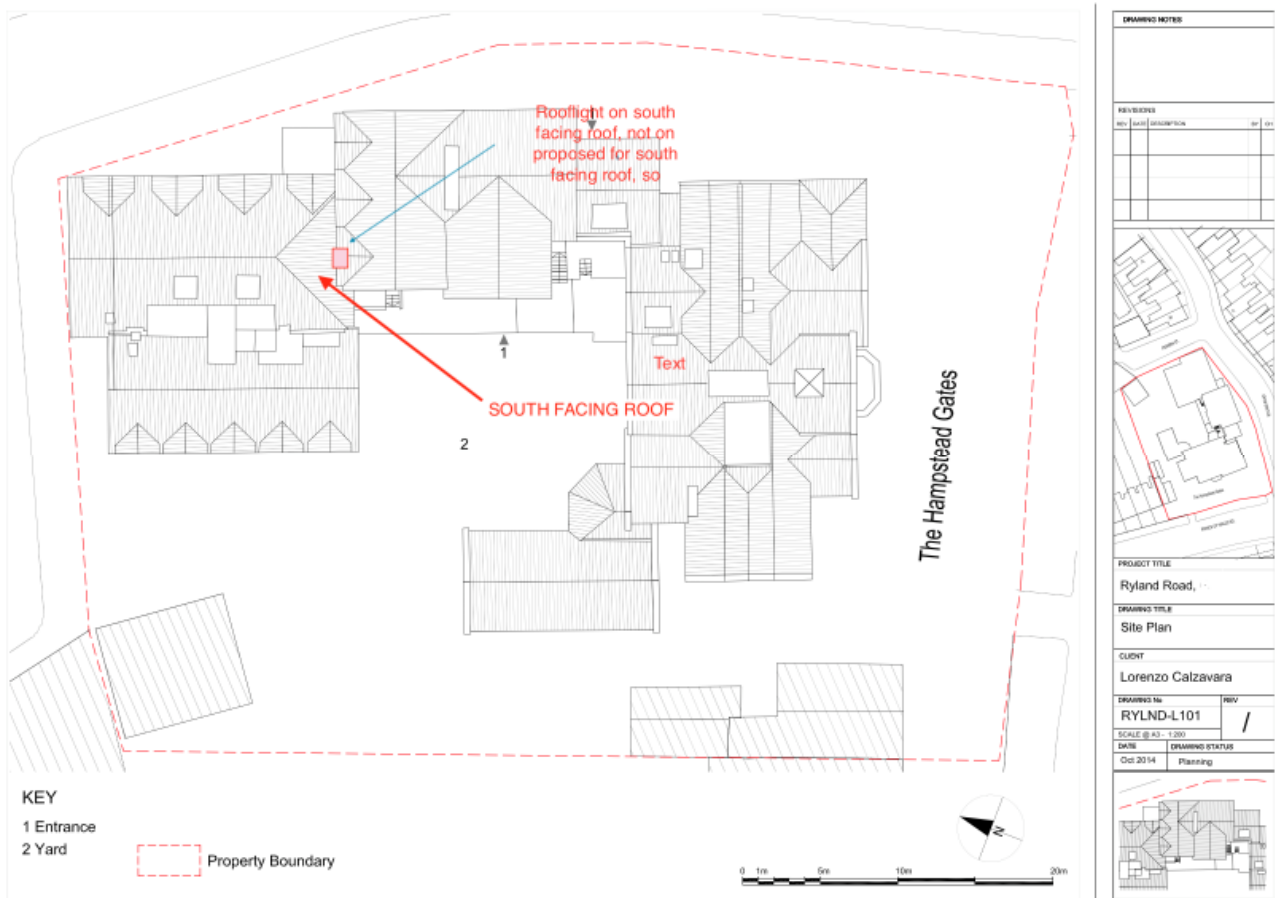 Rooflight on south
facing roof, not on
proposed for south
facing roof, so
1
Text
SOUTH FACING ROOF
2
The Hampstead Gates
KEY
1 Entrance
2 Yard
Property Boundary
N
0 1m 5m 10m 20m
DRAWING NOTES
REVISIONS
REV DATE DESCRIPTION BY CH
PROJECT TITLE
Ryland Road,
DRAWING TITLE
Site Plan
CLIENT
Lorenzo Calzavara
DRAWING No REV
RYLND-L101 /
SCALE @ A3 - 1:200
DATE DRAWING STATUS
Oct 2014 Planning